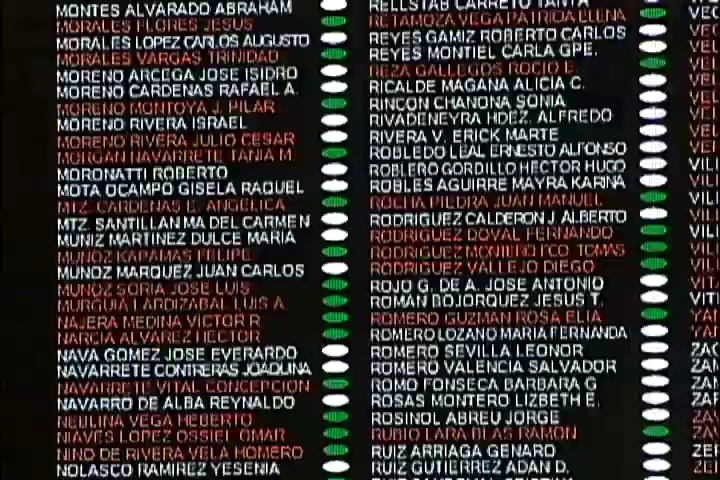 MONTES ALVARADO ABRAHAM
MORALES FLORES JESUS
MORALES LOPEZ CARLOS AUGUSTO
MORALES VARGAS TRINIDAD
MORENO ARCEGA JOSE ISIDRO
MORENO CARDENAS RAFAEL A.
MORENO MONTOYA J. PILAR
MORENO RIVERA ISRAEL
MORENO RIVERA JULIO CESAR
MORGAN NAVARRETE TANIA M
MORONATTI ROBERTO
MOTA OCAMPO GISELA RAQUEL
MTZ. CARDENAS E. ANGELICA
MTZ. SANTILLAN MA DEL CARMEN
MUNIZ MARTINEZ DULCE MARIA
MUNOZ KAPAMAS FELIPE
MUNOZ MARQUEZ JUAN CARLOS
MUNOZ SORIA JOSE LUIS
MURGUIA LARDIZABAL LUIS A
NAJERA MEDINA VICTOR R
NARCIA ALVAREZ HECTOR
NAVA GOMEZ JOSE EVERARDO
NAVARRETE CONTRERAS JOAQUINA
NAVARRETE VITAL CONCEPCION
NAVARRO DE ALBA REYNALDO
NEBLINA VEGA HEBERTO
NIAVES LOPEZ OSSIEL OMAR
NINO DE RIVERA VELA HOMERO
NOLASCO RAMIREZ YESENIA
RELLSTAB CARRETO TANYA
RETAMOZA VEGA PATRICIA ELENA
REYES GAMIZ ROBERTO CARLOS
REYES MONTIEL CARLA GPE.
REZA GALLEGOS ROCIO E.
RICALDE MAGANA ALICIA C.
RINCON CHANONA SONIA
RIVADENEYRA HDEZ. ALFREDO
RIVERA V. ERICK MARTE
ROBLEDO LEAL ERNESTO ALFONSO
ROBLERO GORDILLO HECTOR HUGO
ROBLES AGUIRRE MAYRA KARINA
ROCHA PIEDRA JUAN MANUEL
RODRIGUEZ CALDERON J. ALBERTO
RODRIGUEZ DOVAL FERNANDO
RODRIGUEZ MONTERO FCO. TOMAS
RODRIGUEZ VALLEJO DIEGO
ROJO G. DE A. JOSE ANTONIO
ROMAN BOJORQUEZ JESUS T.
ROMERO GUZMAN ROSA ELIA
ROMERO LOZANO MARIA FERNANDA
ROMERO SEVILLA LEONOR
ROMERO VALENCIA SALVADOR
ROMO FONSECA BARBARA G
ROSAS MONTERO LIZBETH E.
ROSINOL ABREU JORGE
RUBIO LARA BLAS RAMON
RUIZ ARRIAGA GENARO
RUIZ GUTIERREZ ADAN D.